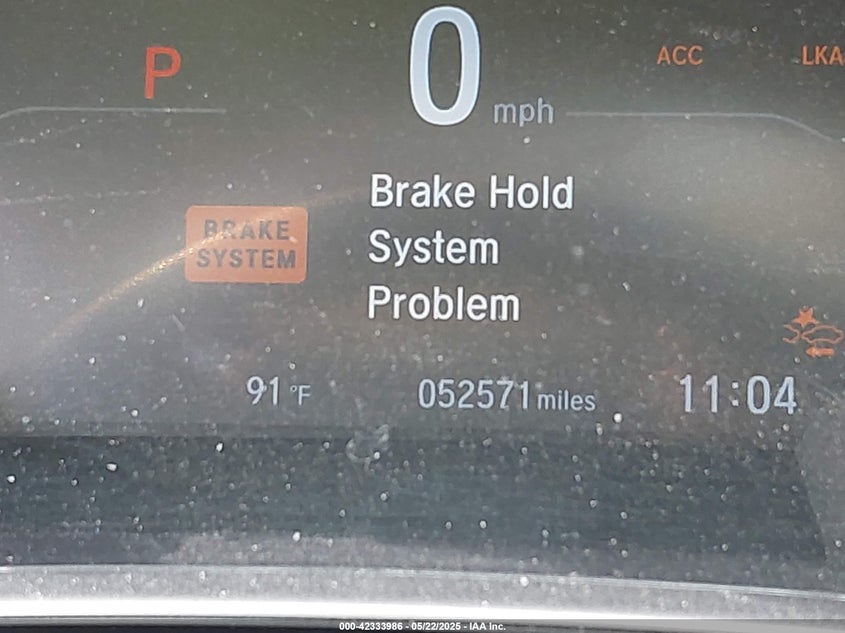 P
0 mph
ACC
LKA
Brake Hold
System
Problem
BRAKE
SYSTEM
91 °F
052571 miles
11:04
000-42333986 - 05/22/2025 - IAA Inc.